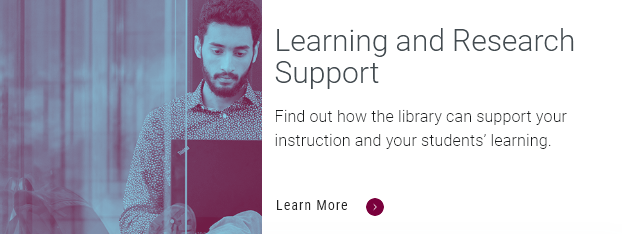 Learning and Research
Support
Find out how the library can support your
instruction and your students’ learning.
Learn More